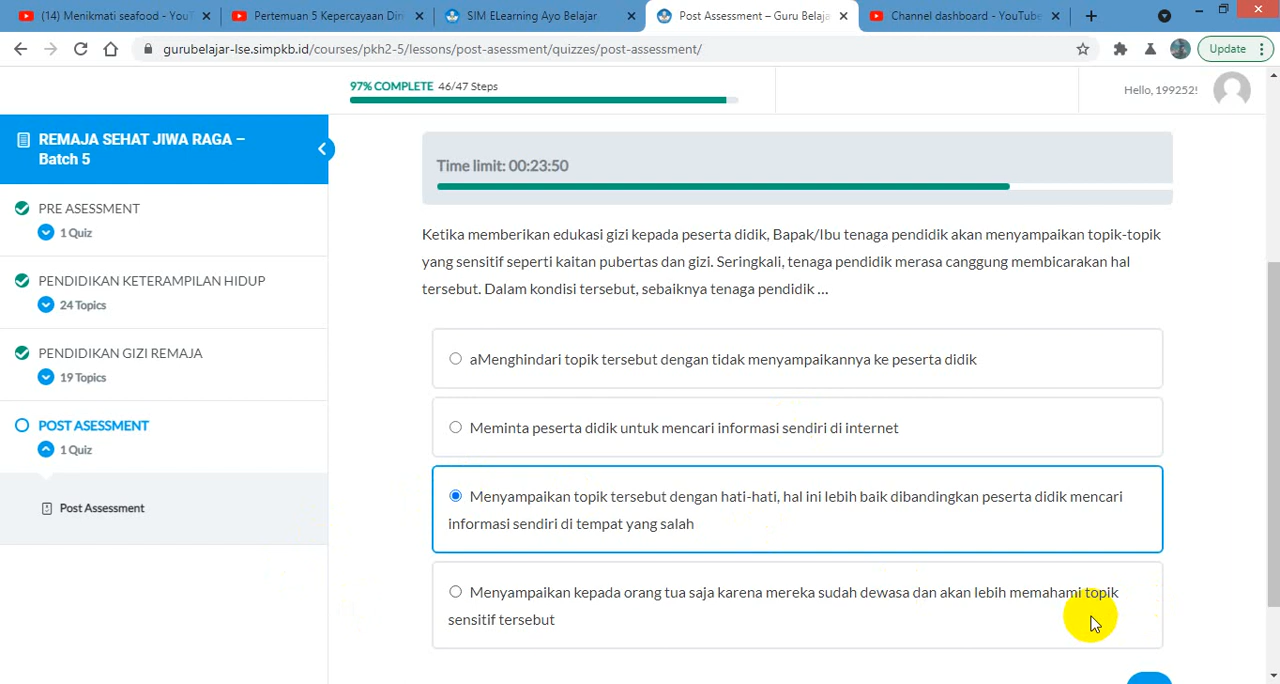 (14) Menikmati seafood - YouT
Pertemuan 5 Kepercayaan Diri
SIM ELearning Ayo Belajar
Post Assessment – Guru Belaja
Channel dashboard - YouTube
gurubelajar-lse.simpkb.id/courses/pkh2-5/lessons/post-asessment/quizzes/post-assessment/
Update
97% COMPLETE 46/47 Steps
Hello, 199252!
REMAJA SEHAT JIWA RAGA –
Batch 5
PRE ASESSMENT
1 Quiz
PENDIDIKAN KETERAMPILAN HIDUP
24 Topics
PENDIDIKAN GIZI REMAJA
19 Topics
POST ASESSMENT
1 Quiz
Post Assessment
Time limit: 00:23:50
Ketika memberikan edukasi gizi kepada peserta didik, Bapak/Ibu tenaga pendidik akan menyampaikan topik-topik
yang sensitif seperti kaitan pubertas dan gizi. Seringkali, tenaga pendidik merasa canggung membicarakan hal
tersebut. Dalam kondisi tersebut, sebaiknya tenaga pendidik ...
aMenghindari topik tersebut dengan tidak menyampaikannya ke peserta didik
Meminta peserta didik untuk mencari informasi sendiri di internet
Menyampaikan topik tersebut dengan hati-hati, hal ini lebih baik dibandingkan peserta didik mencari
informasi sendiri di tempat yang salah
Menyampaikan kepada orang tua saja karena mereka sudah dewasa dan akan lebih memahami topik
sensitif tersebut